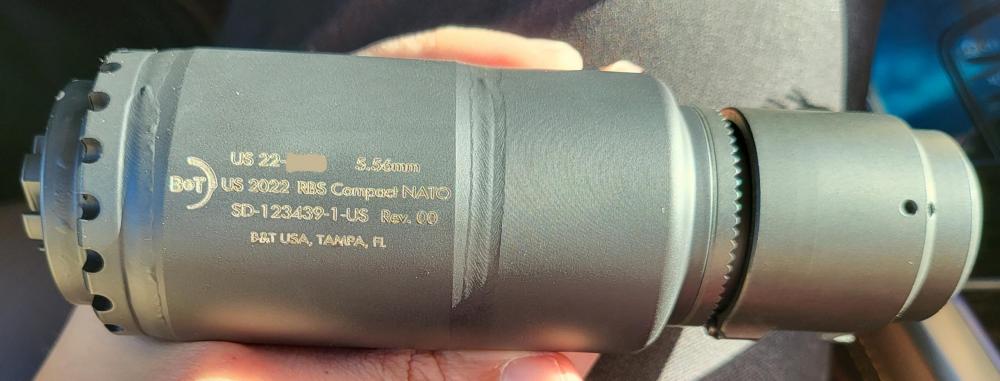 US 22- 5.56mm
B&T US 2022 RBS Compact NATO
SD-123439-1-US Rev. 00
B&T USA, TAMPA, FL